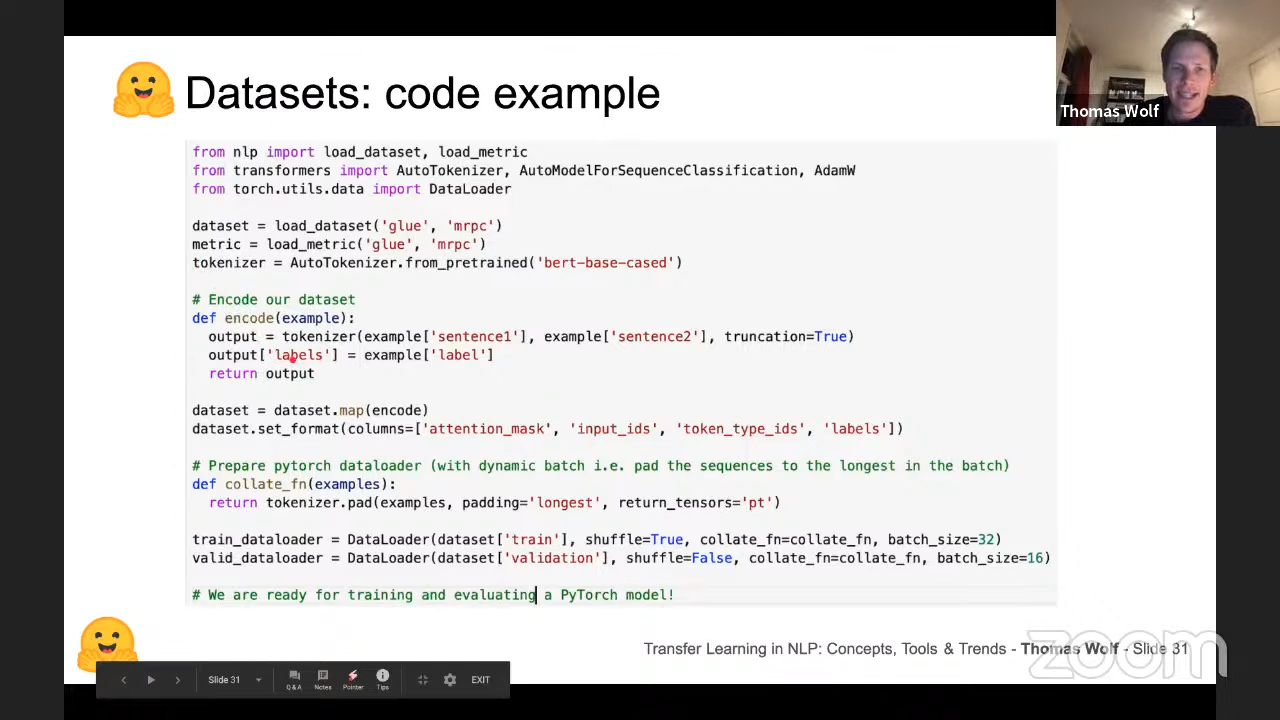 Datasets: code example
Thomas Wolf
from nlp import load_dataset, load_metric
from transformers import AutoTokenizer, AutoModelForSequenceClassification, AdamW
from torch.utils.data import DataLoader
dataset = load_dataset('glue', 'mrpc')
metric = load_metric('glue', 'mrpc')
tokenizer = AutoTokenizer.from_pretrained('bert-base-cased')
# Encode our dataset
def encode(example):
  output = tokenizer(example['sentence1'], example['sentence2'], truncation=True)
  output['labels'] = example['label']
  return output
dataset = dataset.map(encode)
dataset.set_format(columns=['attention_mask', 'input_ids', 'token_type_ids', 'labels'])
# Prepare pytorch dataloader (with dynamic batch i.e. pad the sequences to the longest in the batch)
def collate_fn(examples):
  return tokenizer.pad(examples, padding='longest', return_tensors='pt')
train_dataloader = DataLoader(dataset['train'], shuffle=True, collate_fn=collate_fn, batch_size=32)
valid_dataloader = DataLoader(dataset['validation'], shuffle=False, collate_fn=collate_fn, batch_size=16)
# We are ready for training and evaluating a PyTorch model!
Transfer Learning in NLP: Concepts, Tools & Trends - Thomas Wolf - Slide 31
zoom
Slide 31
Q&A
Notes
Pointer
Tips
EXIT